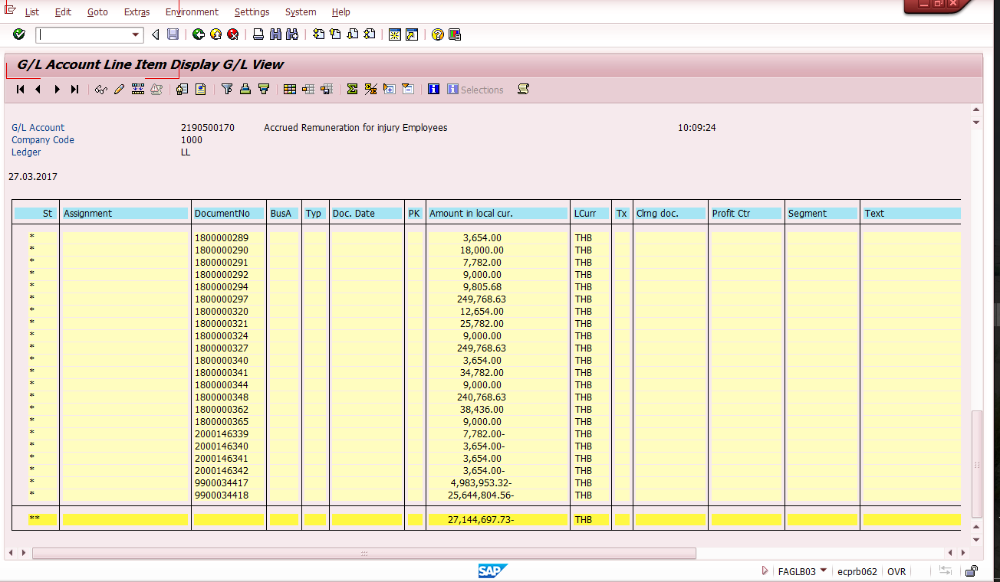 List Edit Goto Extras Environment Settings System Help
G/L Account Line Item Display G/L View
Selections
G/L Account 2190500170 Accrued Remuneration for injury Employees 10:09:24
Company Code 1000
Ledger LL
27.03.2017
St Assignment DocumentNo BusA Typ Doc. Date PK Amount in local cur. LCurr Tx Clrng doc. Profit Ctr Segment Text
* 1800000289 3,654.00 THB
* 1800000290 18,000.00 THB
* 1800000291 7,782.00 THB
* 1800000292 9,000.00 THB
* 1800000294 9,805.68 THB
* 1800000297 249,768.63 THB
* 1800000320 12,654.00 THB
* 1800000321 25,782.00 THB
* 1800000324 9,000.00 THB
* 1800000327 249,768.63 THB
* 1800000340 3,654.00 THB
* 1800000341 34,782.00 THB
* 1800000344 9,000.00 THB
* 1800000348 240,768.63 THB
* 1800000362 38,436.00 THB
* 1800000365 9,000.00 THB
* 2000146339 7,782.00- THB
* 2000146340 3,654.00- THB
* 2000146341 3,654.00 THB
* 2000146342 3,654.00- THB
* 9900034417 4,983,953.32- THB
* 9900034418 25,644,804.56- THB
** 27,144,697.73- THB
SAP FAGLB03 ecprb062 OVR